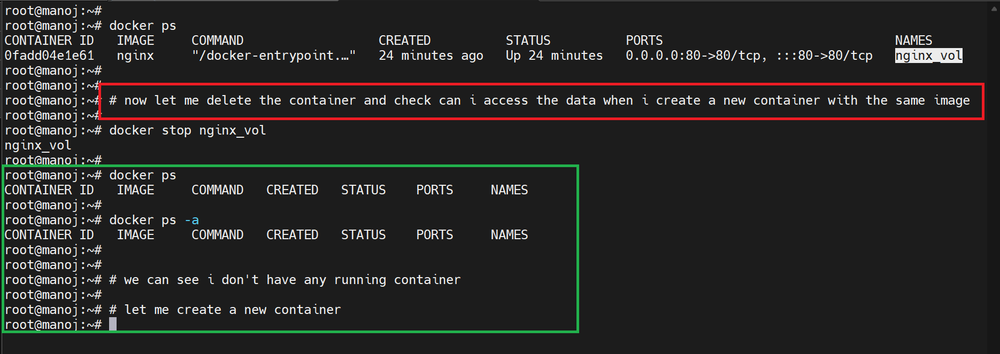 root@manoj:~#
root@manoj:~# docker ps
CONTAINER ID   IMAGE     COMMAND                  CREATED          STATUS          PORTS                               NAMES
0fadd04e1e61   nginx     "/docker-entrypoint.…"   24 minutes ago   Up 24 minutes   0.0.0.0:80->80/tcp, :::80->80/tcp   nginx_vol
root@manoj:~#
root@manoj:~#
root@manoj:~# # now let me delete the container and check can i access the data when i create a new container with the same image
root@manoj:~#
root@manoj:~# docker stop nginx_vol
nginx_vol
root@manoj:~#
root@manoj:~# docker ps
CONTAINER ID   IMAGE     COMMAND   CREATED   STATUS    PORTS     NAMES
root@manoj:~#
root@manoj:~# docker ps -a
CONTAINER ID   IMAGE     COMMAND   CREATED   STATUS    PORTS     NAMES
root@manoj:~#
root@manoj:~#
root@manoj:~# # we can see i don't have any running container
root@manoj:~#
root@manoj:~# # let me create a new container
root@manoj:~#